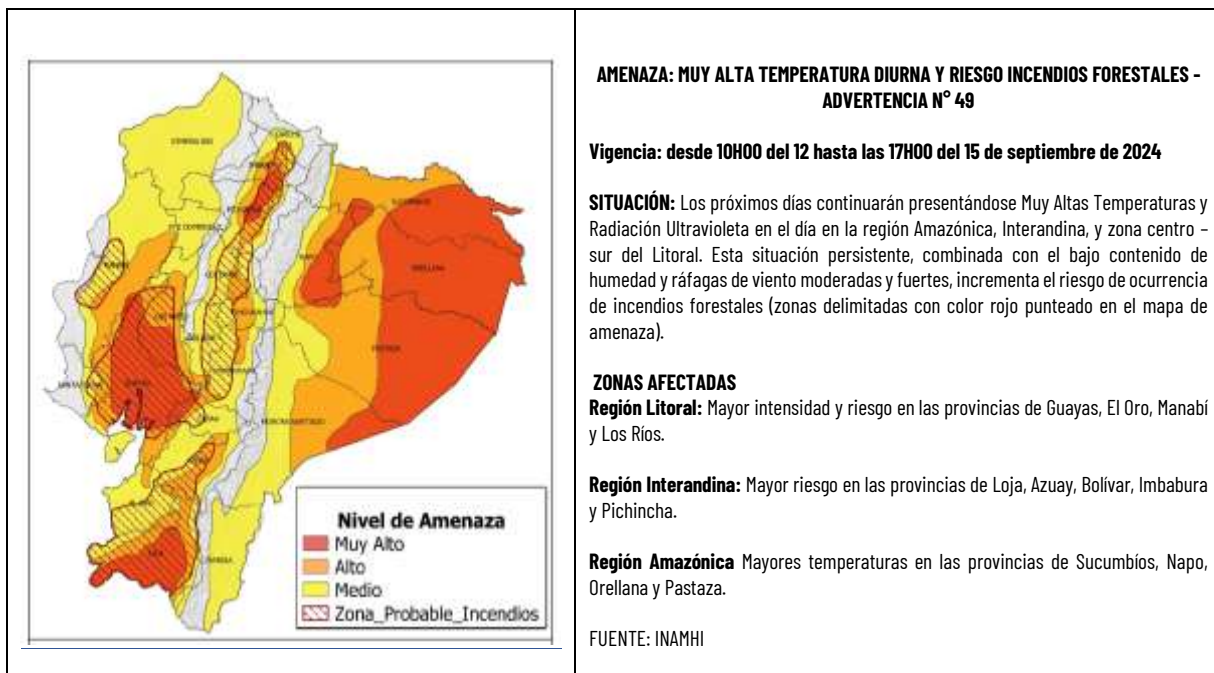 AMENAZA: MUY ALTA TEMPERATURA DIURNA Y RIESGO INCENDIOS FORESTALES -
ADVERTENCIA N° 49
Vigencia: desde 10H00 del 12 hasta las 17H00 del 15 de septiembre de 2024
SITUACIÓN: Los próximos días continuarán presentándose Muy Altas Temperaturas y
Radiación Ultravioleta en el día en la región Amazónica, Interandina, y zona centro –
sur del Litoral. Esta situación persistente, combinada con el bajo contenido de
humedad y ráfagas de viento moderadas y fuertes, incrementa el riesgo de ocurrencia
de incendios forestales (zonas delimitadas con color rojo punteado en el mapa de
amenaza).
ZONAS AFECTADAS
Región Litoral: Mayor intensidad y riesgo en las provincias de Guayas, El Oro, Manabí
y Los Ríos.
Región Interandina: Mayor riesgo en las provincias de Loja, Azuay, Bolívar, Imbabura
y Pichincha.
Región Amazónica Mayores temperaturas en las provincias de Sucumbíos, Napo,
Orellana y Pastaza.
FUENTE: INAMHI
Nivel de Amenaza
Muy Alto
Alto
Medio
Zona_Probable_Incendios